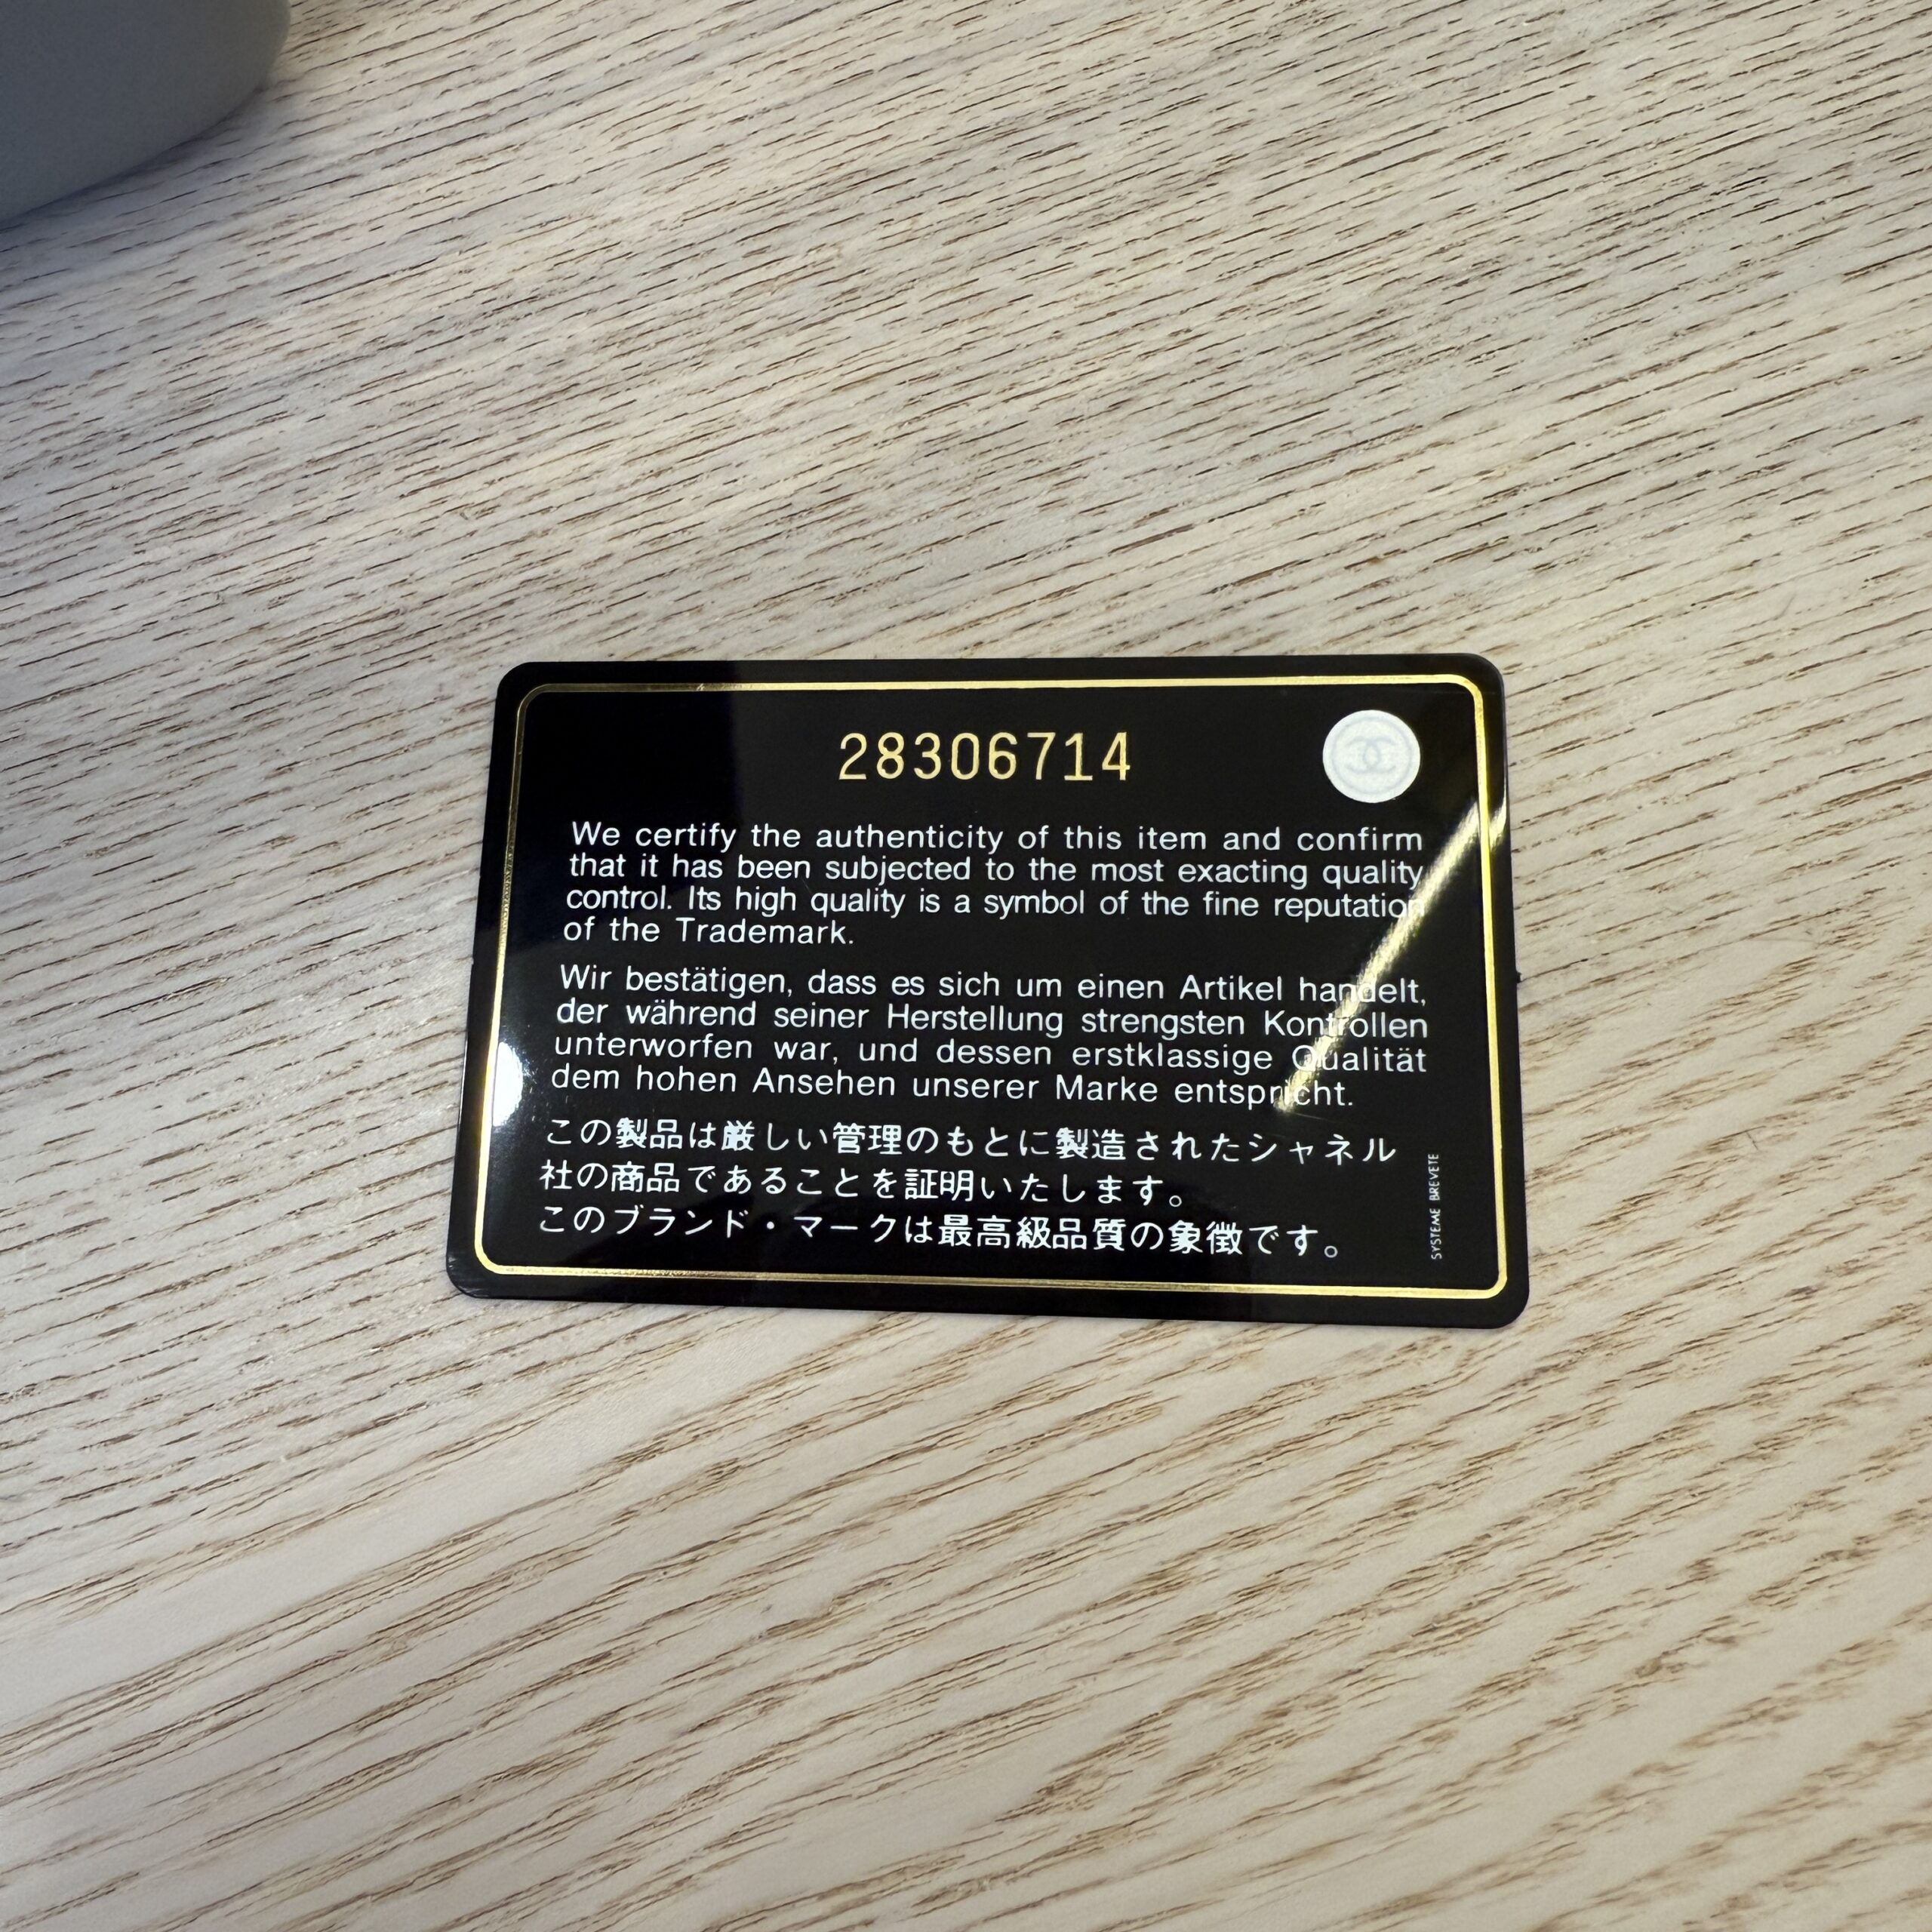 28306714
We certify the authenticity of this item and confirm
that it has been subjected to the most exacting quality
control. Its high quality is a symbol of the fine reputation
of the Trademark.
Wir bestätigen, dass es sich um einen Artikel handelt,
der während seiner Herstellung strengsten Kontrollen
unterworfen war, und dessen erstklassige Qualität
dem hohen Ansehen unserer Marke entspricht.
この製品は厳しい管理のもとに製造されたシャネル
社の商品であることを証明いたします。
このブランド・マークは最高級品質の象徴です。
SYSTEME BREVETE